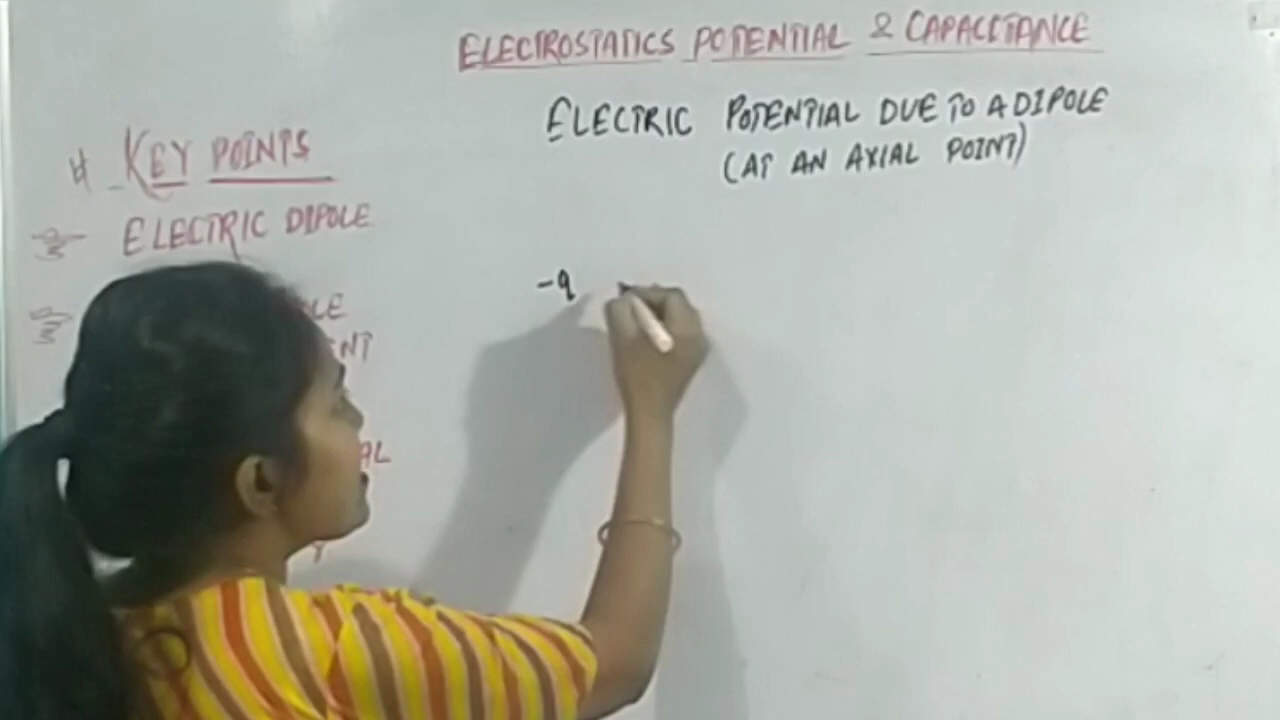 ELECTROSTATICS POTENTIAL & CAPACITANCE
ELECTRIC POTENTIAL DUE TO A DIPOLE
(AT AN AXIAL POINT)
# KEY POINTS
☞ ELECTRIC DIPOLE
-q